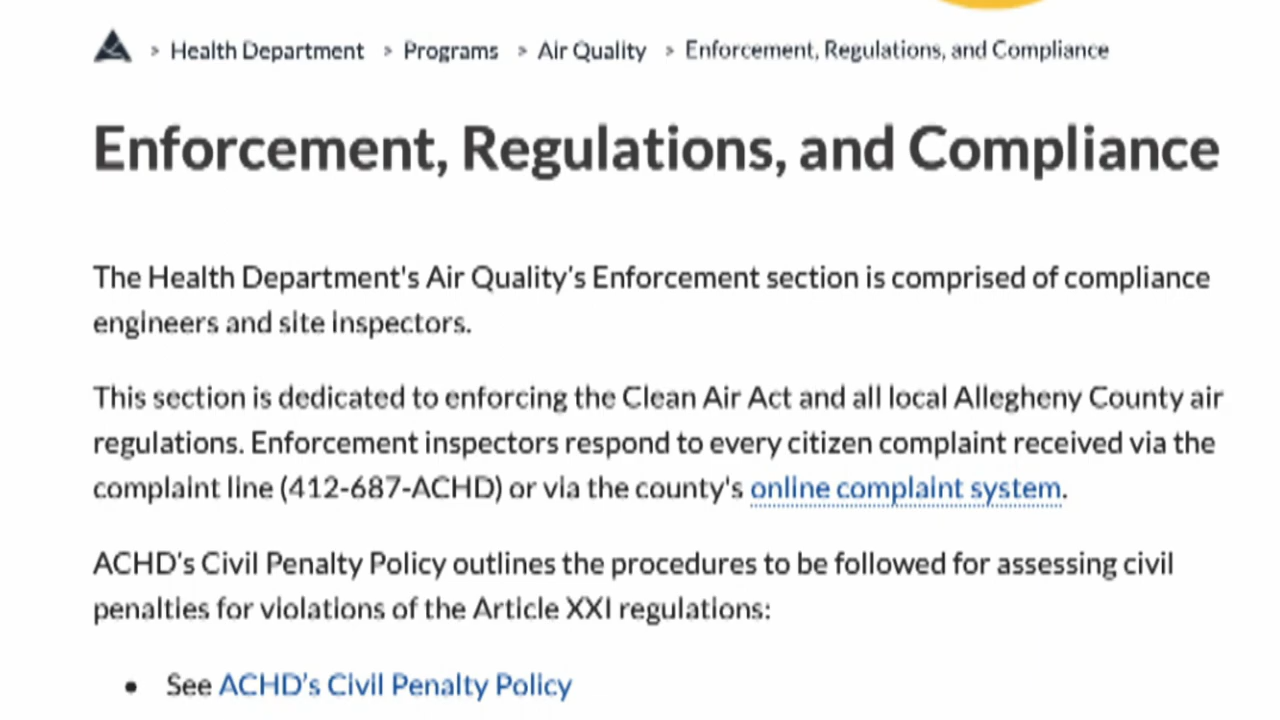 > Health Department > Programs > Air Quality > Enforcement, Regulations, and Compliance
Enforcement, Regulations, and Compliance
The Health Department's Air Quality's Enforcement section is comprised of compliance
engineers and site inspectors.
This section is dedicated to enforcing the Clean Air Act and all local Allegheny County air
regulations. Enforcement inspectors respond to every citizen complaint received via the
complaint line (412-687-ACHD) or via the county's online complaint system.
ACHD's Civil Penalty Policy outlines the procedures to be followed for assessing civil
penalties for violations of the Article XXI regulations:
• See ACHD's Civil Penalty Policy